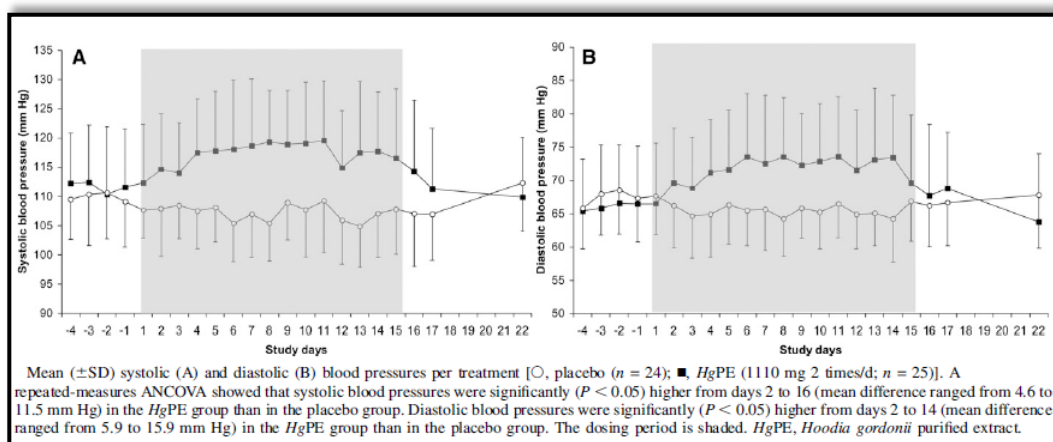 A
135
130
125
120
115
110
105
100
95
90
Systolic blood pressure (mm Hg)
-4 -3 -2 -1 1 2 3 4 5 6 7 8 9 10 11 12 13 14 15 16 17 18 19 20 21 22
Study days
B
90
85
80
75
70
65
60
55
50
Diastolic blood pressure (mm Hg)
-4 -3 -2 -1 1 2 3 4 5 6 7 8 9 10 11 12 13 14 15 16 17 18 19 20 21 22
Study days
Mean (±SD) systolic (A) and diastolic (B) blood pressures per treatment [○, placebo (n = 24); ■, HgPE (1110 mg 2 times/d; n = 25)]. A
repeated-measures ANCOVA showed that systolic blood pressures were significantly (P < 0.05) higher from days 2 to 16 (mean difference ranged from 4.6 to
11.5 mm Hg) in the HgPE group than in the placebo group. Diastolic blood pressures were significantly (P < 0.05) higher from days 2 to 14 (mean difference
ranged from 5.9 to 15.9 mm Hg) in the HgPE group than in the placebo group. The dosing period is shaded. HgPE, Hoodia gordonii purified extract.